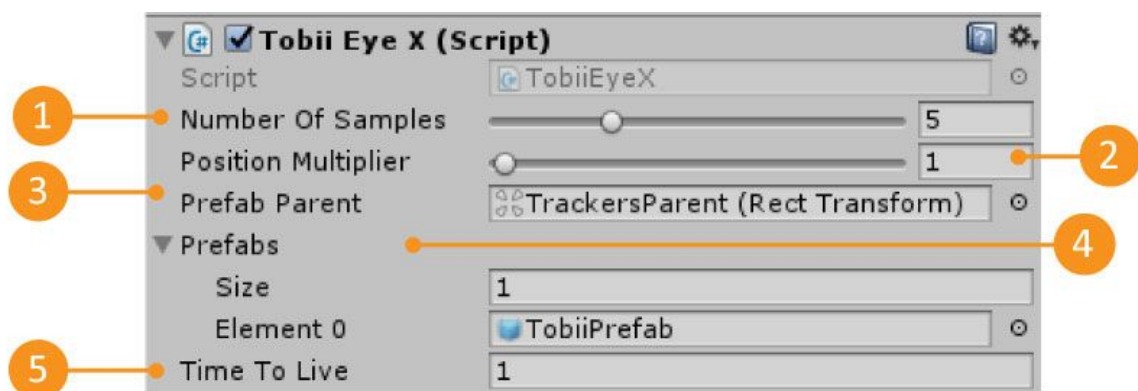 Tobii Eye X (Script)
Script TobiiEyeX
1 Number Of Samples 5
Position Multiplier 1 2
3 Prefab Parent TrackersParent (Rect Transform)
Prefabs 4
Size 1
Element 0 TobiiPrefab
5 Time To Live 1